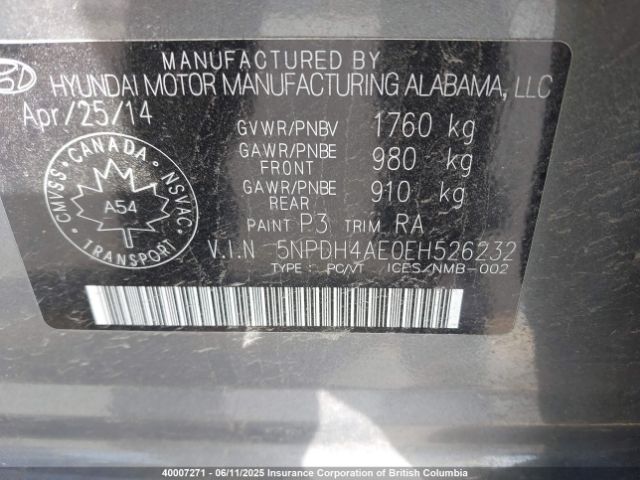 MANUFACTURED BY
HYUNDAI MOTOR MANUFACTURING ALABAMA, LLC
Apr/25/14
GVWR/PNBV 1760 kg
GAWR/PNBE FRONT 980 kg
GAWR/PNBE REAR 910 kg
PAINT P3 TRIM RA
V.I.N 5NPDH4AE0EH526232
TYPE : PC/VT ICES/NMB-002
CANADA
CMVSS NSVAC
A54
TRANSPORT
40007271 - 06/11/2025 Insurance Corporation of British Columbia